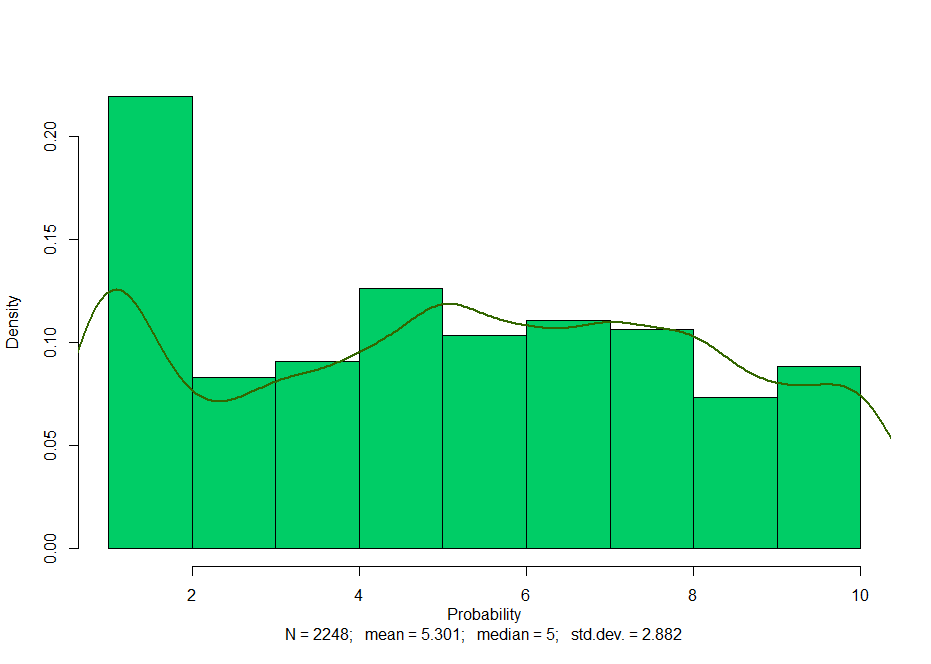 Density
0.20
0.15
0.10
0.05
0.00
2 4 6 8 10
Probability
N = 2248; mean = 5.301; median = 5; std.dev. = 2.882